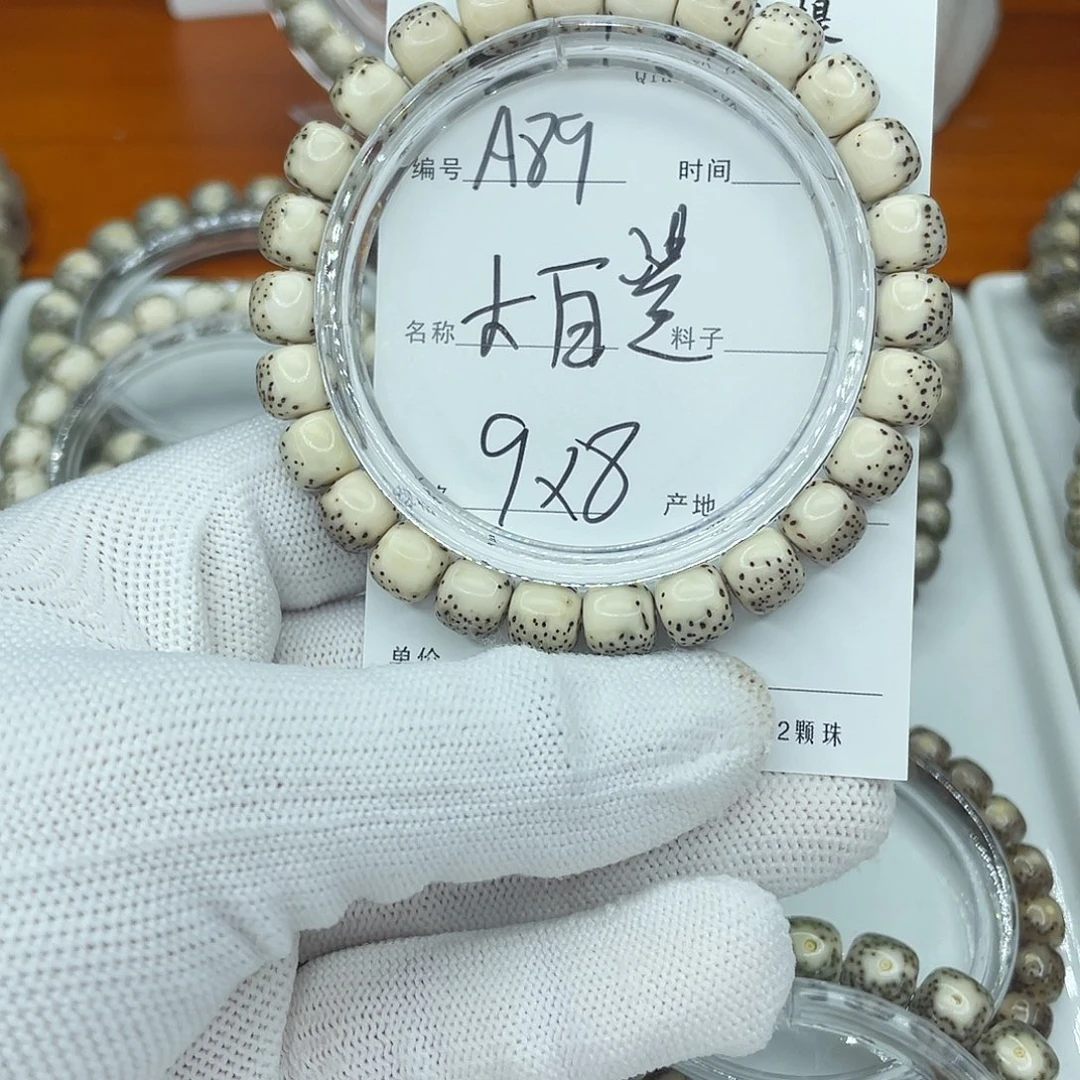 编号 A89 时间
名称 大百是 料子
9x8 产地
单价
2颗珠